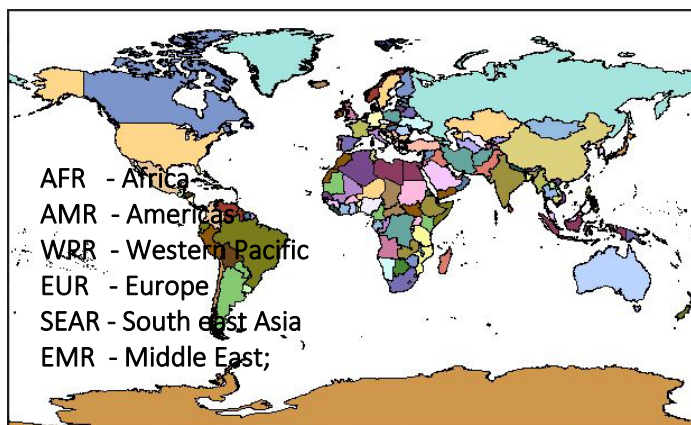 AFR - Africa
AMR - Americas
WPR - Western Pacific
EUR - Europe
SEAR - South east Asia
EMR - Middle East;